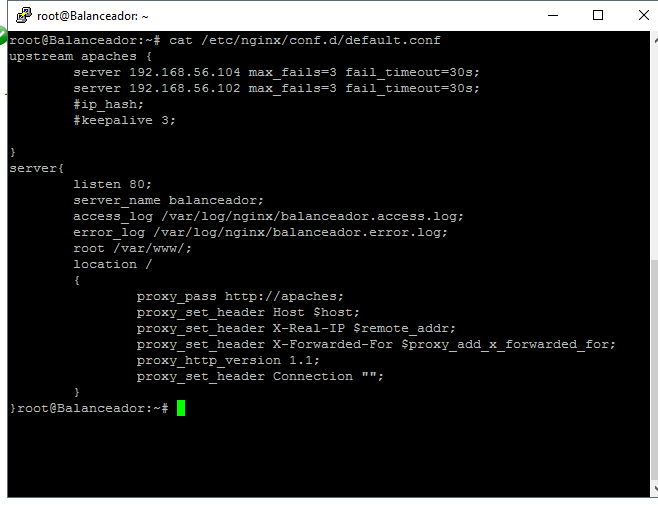 root@Balanceador: ~
root@Balanceador:~# cat /etc/nginx/conf.d/default.conf
upstream apaches {
        server 192.168.56.104 max_fails=3 fail_timeout=30s;
        server 192.168.56.102 max_fails=3 fail_timeout=30s;
        #ip_hash;
        #keepalive 3;

}
server{
        listen 80;
        server_name balanceador;
        access_log /var/log/nginx/balanceador.access.log;
        error_log /var/log/nginx/balanceador.error.log;
        root /var/www/;
        location /
        {
                proxy_pass http://apaches;
                proxy_set_header Host $host;
                proxy_set_header X-Real-IP $remote_addr;
                proxy_set_header X-Forwarded-For $proxy_add_x_forwarded_for;
                proxy_http_version 1.1;
                proxy_set_header Connection "";
        }
}root@Balanceador:~#